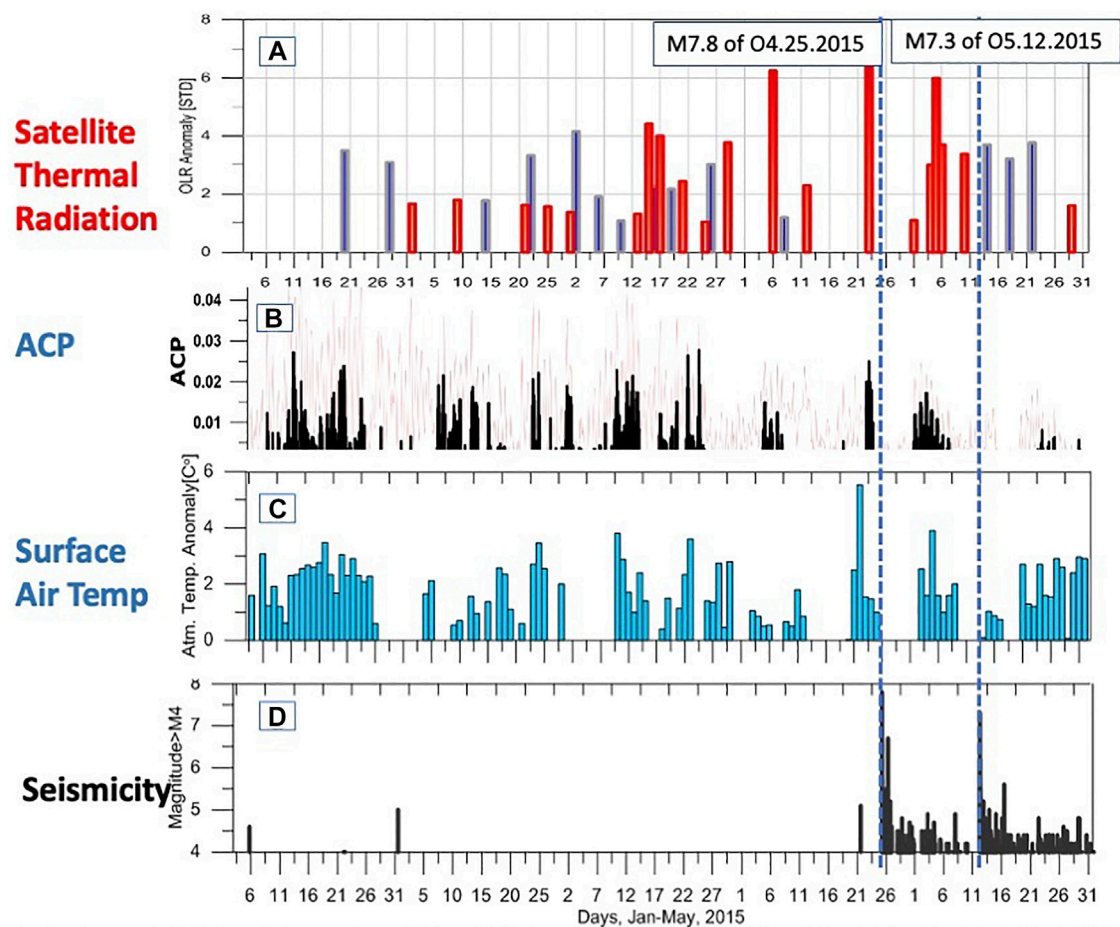 M7.8 of O4.25.2015
M7.3 of O5.12.2015
A
Satellite
Thermal
Radiation
OLR Anomaly [STD]
8
6
4
2
0
6 11 16 21 26 31 5 10 15 20 25 2 7 12 17 22 27 1 6 11 16 21 26 1 6 11 16 21 26 31
B
ACP
ACP
0.04
0.03
0.02
0.01
C
Surface
Air Temp
Atm. Temp. Anomaly[Cº]
6
4
2
0
D
Seismicity
Magnitude>M4
8
7
6
5
4
6 11 16 21 26 31 5 10 15 20 25 2 7 12 17 22 27 1 6 11 16 21 26 1 6 11 16 21 26 31
Days, Jan-May, 2015